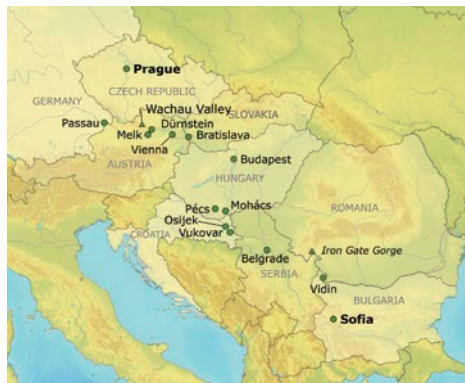 Prague
CZECH REPUBLIC
GERMANY
Wachau Valley
SLOVAKIA
Passau
Dürnstein
Melk
Bratislava
Vienna
AUSTRIA
Budapest
HUNGARY
Pécs
Mohács
ROMANIA
Osijek
CROATIA
Vukovar
Belgrade
Iron Gate Gorge
SERBIA
Vidin
BULGARIA
Sofia